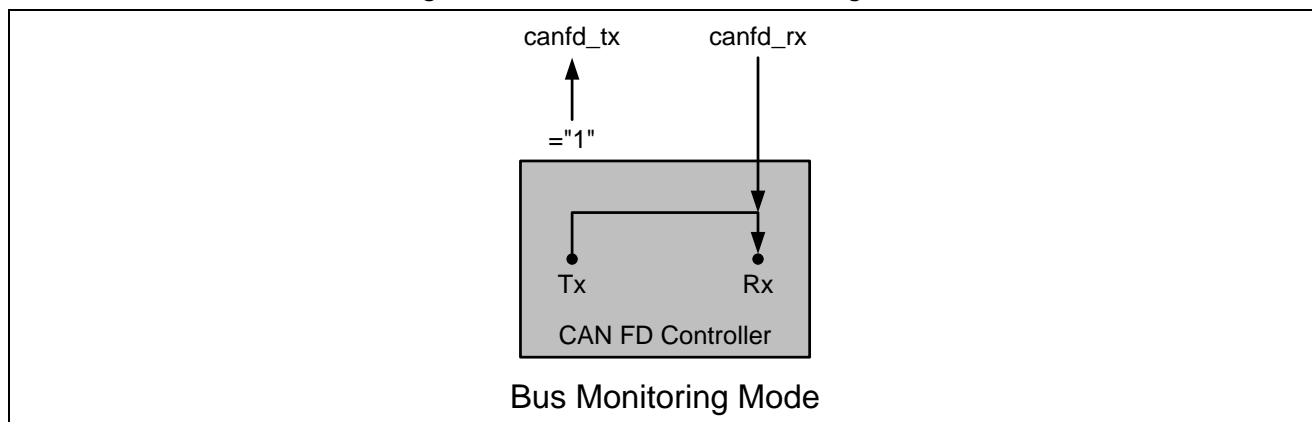 canfd_tx canfd_rx
="1"
Tx Rx
CAN FD Controller
Bus Monitoring Mode